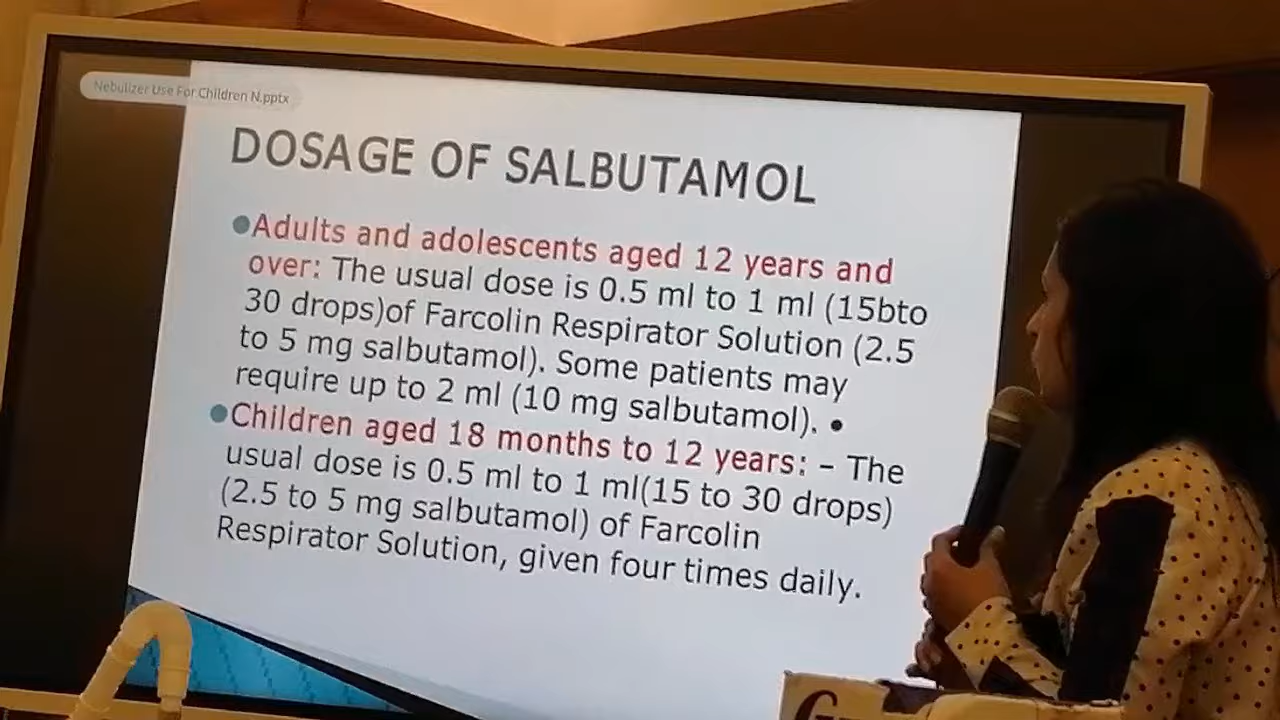 Nebulizer Use For Children N.pptx
DOSAGE OF SALBUTAMOL
●Adults and adolescents aged 12 years and
over: The usual dose is 0.5 ml to 1 ml (15bto
30 drops)of Farcolin Respirator Solution (2.5
to 5 mg salbutamol). Some patients may
require up to 2 ml (10 mg salbutamol). •
●Children aged 18 months to 12 years: – The
usual dose is 0.5 ml to 1 ml(15 to 30 drops)
(2.5 to 5 mg salbutamol) of Farcolin
Respirator Solution, given four times daily.